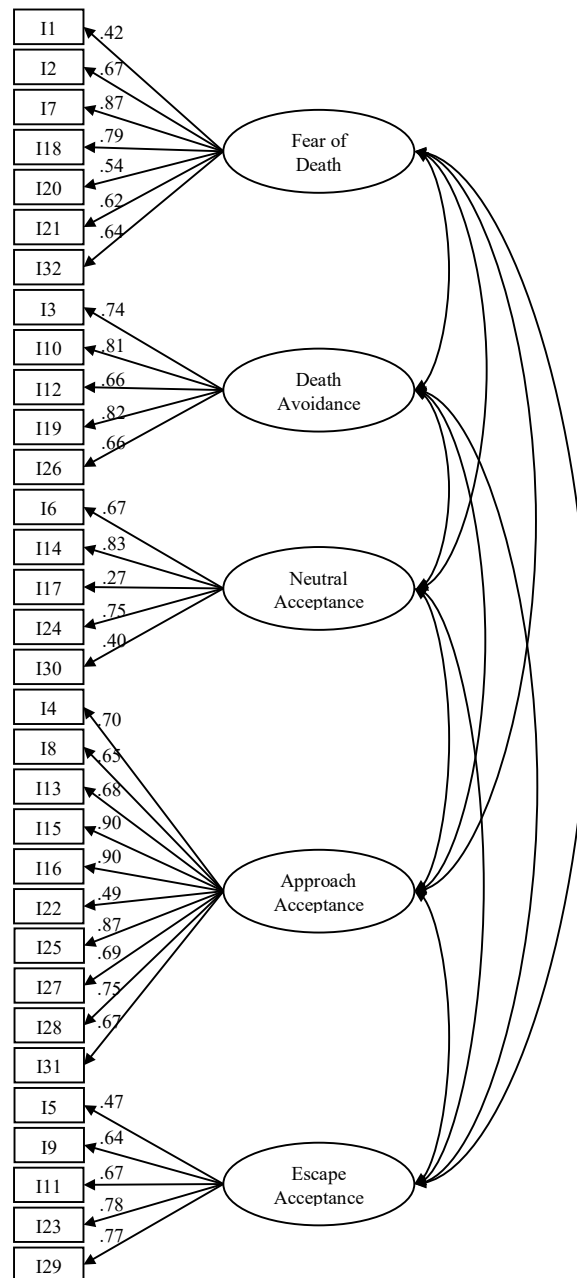 I1
.42
I2
.67
I7
.87
I18
.79
I20
.54
I21
.62
I32
.64
Fear of
Death
I3
.74
I10
.81
I12
.66
I19
.82
I26
.66
Death
Avoidance
I6
.67
I14
.83
I17
.27
I24
.75
I30
.40
Neutral
Acceptance
I4
.70
I8
.65
I13
.68
I15
.90
I16
.90
I22
.49
I25
.87
I27
.69
I28
.75
I31
.67
Approach
Acceptance
I5
.47
I9
.64
I11
.67
I23
.78
I29
.77
Escape
Acceptance